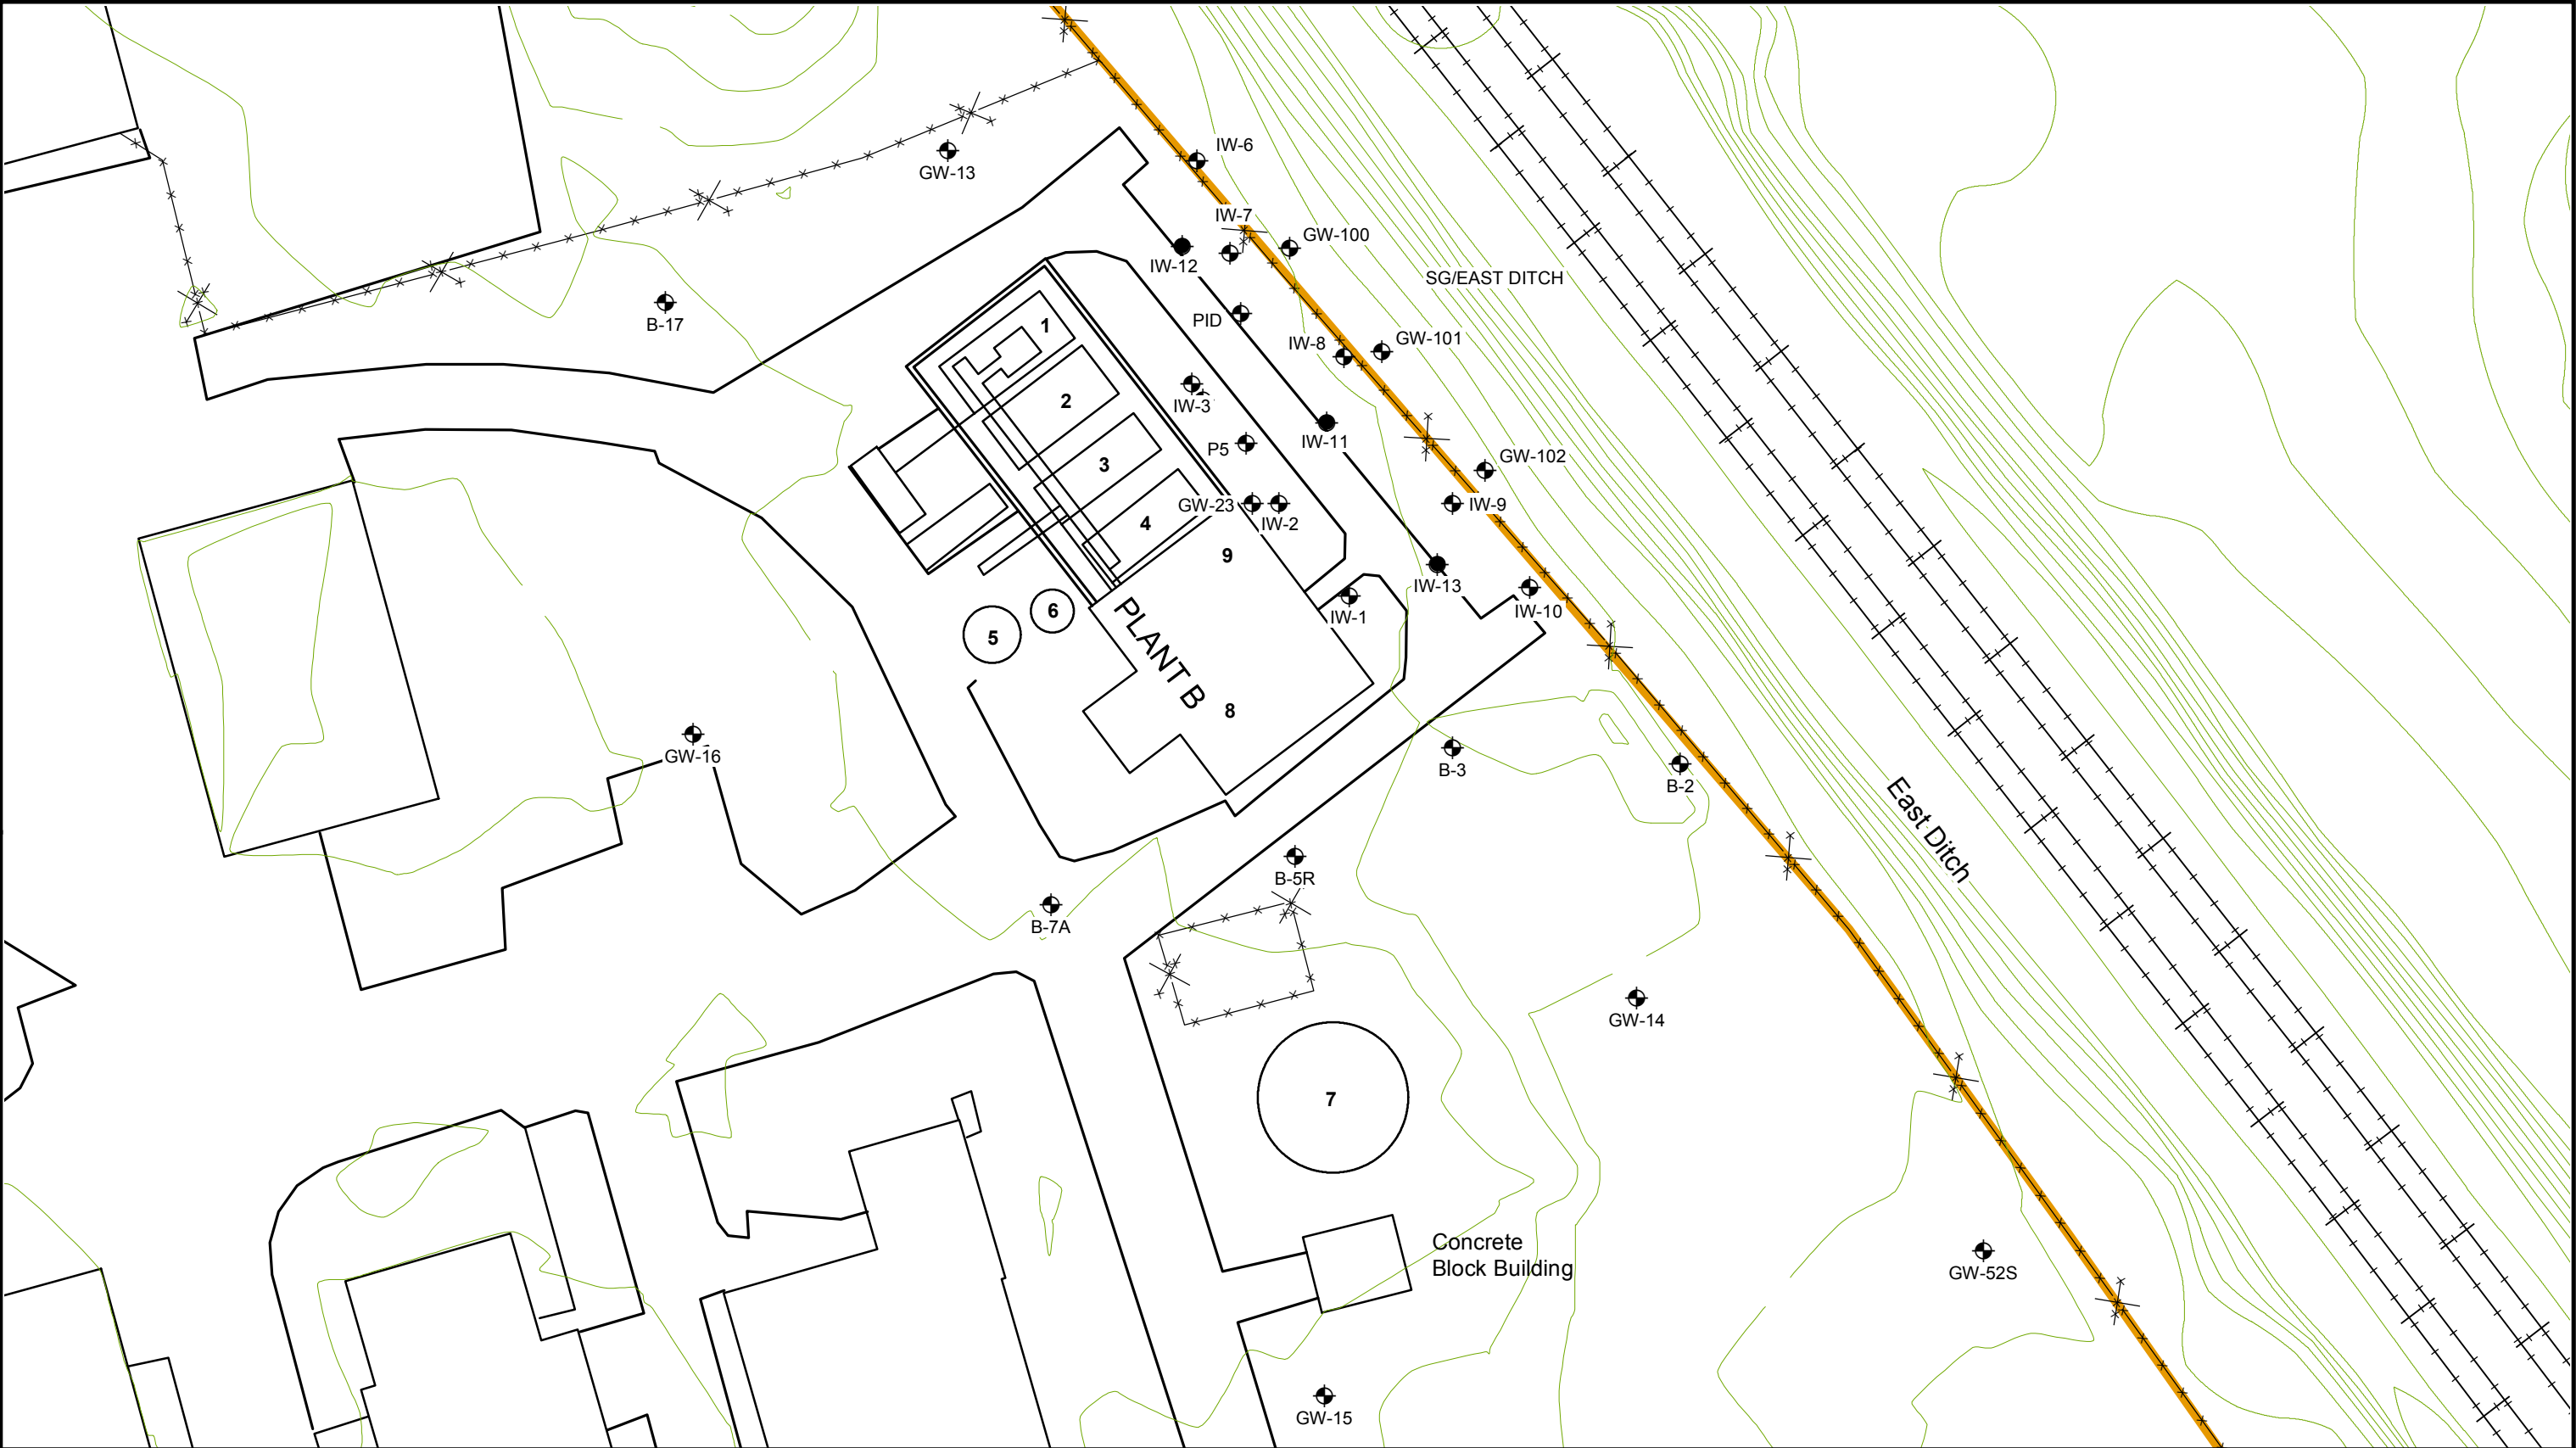 IW-6
GW-13
IW-7
GW-100
IW-12
SG/EAST DITCH
B-17
PID
1
IW-8
GW-101
2
IW-3
IW-11
P5
GW-102
3
GW-23
IW-2
IW-9
4
9
IW-13
IW-10
IW-1
6
5
PLANT B
8
GW-16
B-3
B-2
East Ditch
B-5R
B-7A
GW-14
7
Concrete
Block Building
GW-52S
GW-15